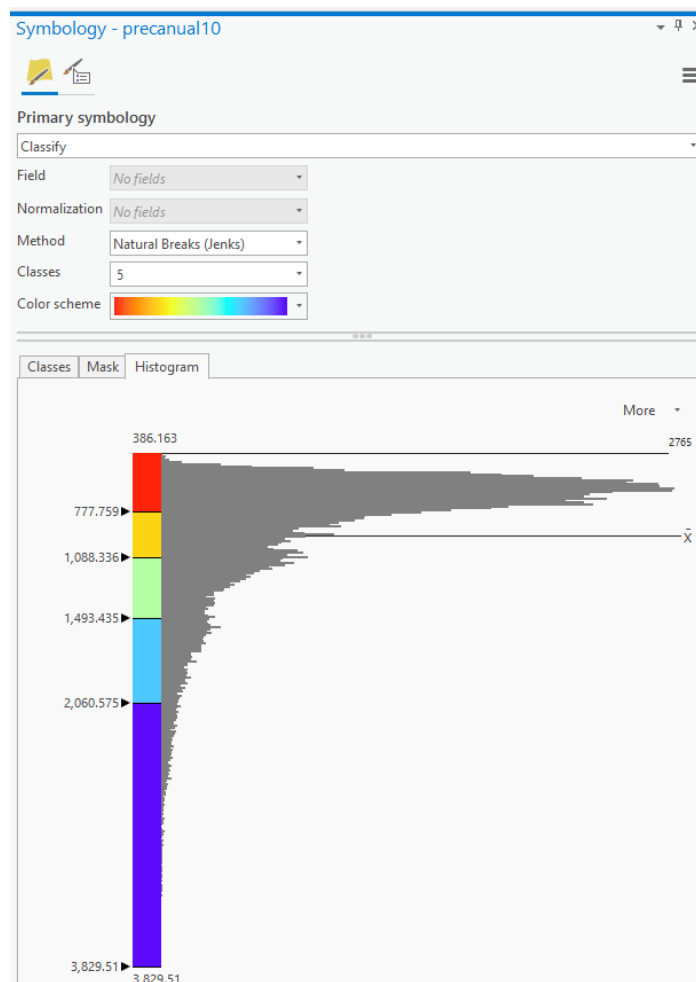 Symbology - precanual10
Primary symbology
Classify
Field No fields
Normalization No fields
Method Natural Breaks (Jenks)
Classes 5
Color scheme
Classes Mask Histogram
More
386.163
2765
777.759
x̄
1,088.336
1,493.435
2,060.575
3,829.51
3,829.51